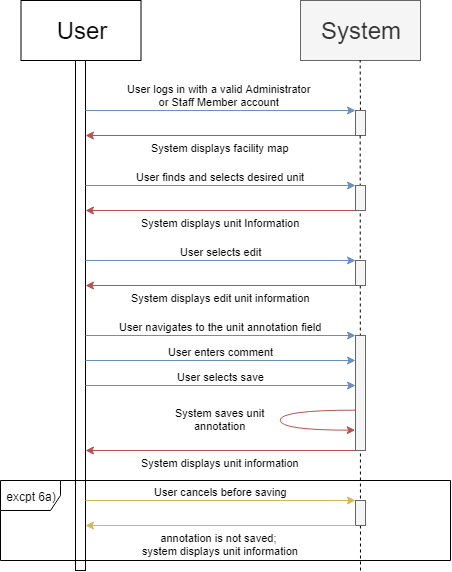 User
System
User logs in with a valid Administrator
or Staff Member account
System displays facility map
User finds and selects desired unit
System displays unit Information
User selects edit
System displays edit unit information
User navigates to the unit annotation field
User enters comment
User selects save
System saves unit
annotation
System displays unit information
excpt 6a)
User cancels before saving
annotation is not saved;
system displays unit information